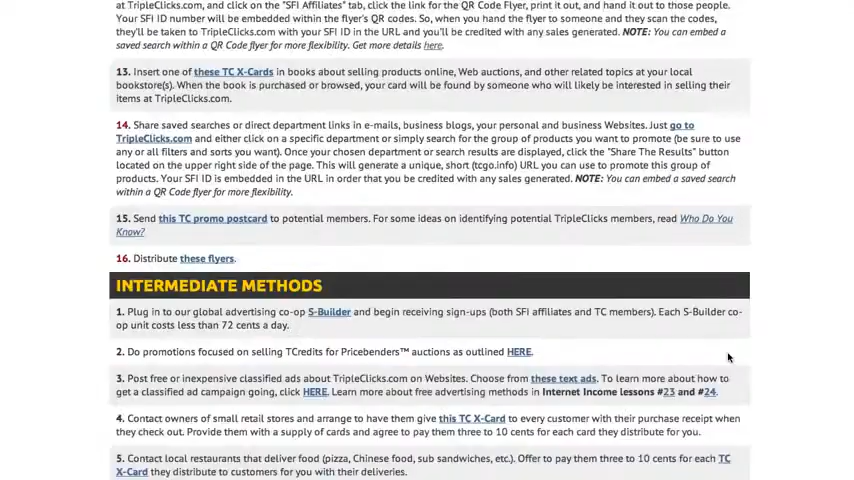 at TripleClicks.com, and click on the "SFI Affiliates" tab, click the link for the QR Code Flyer, print it out, and hand it out to those people.
Your SFI ID number will be embedded within the flyer's QR codes. So, when you hand the flyer to someone and they scan the codes,
they'll be taken to TripleClicks.com with your SFI ID in the URL and you'll be credited with any sales generated. NOTE: You can embed a
saved search within a QR Code flyer for more flexibility. Get more details here.
13. Insert one of these TC X-Cards in books about selling products online, Web auctions, and other related topics at your local
bookstore(s). When the book is purchased or browsed, your card will be found by someone who will likely be interested in selling their
items at TripleClicks.com.
14. Share saved searches or direct department links in e-mails, business blogs, your personal and business Websites. Just go to
TripleClicks.com and either click on a specific department or simply search for the group of products you want to promote (be sure to use
any or all filters and sorts you want). Once your chosen department or search results are displayed, click the "Share The Results" button
located on the upper right side of the page. This will generate a unique, short (tcgo.info) URL you can use to promote this group of
products. Your SFI ID is embedded in the URL in order that you be credited with any sales generated. NOTE: You can embed a saved search
within a QR Code flyer for more flexibility.
15. Send this TC promo postcard to potential members. For some ideas on identifying potential TripleClicks members, read Who Do You
Know?
16. Distribute these flyers.
INTERMEDIATE METHODS
1. Plug in to our global advertising co-op S-Builder and begin receiving sign-ups (both SFI affiliates and TC members). Each S-Builder co-
op unit costs less than 72 cents a day.
2. Do promotions focused on selling TCredits for Pricebenders™ auctions as outlined HERE.
3. Post free or inexpensive classified ads about TripleClicks.com on Websites. Choose from these text ads. To learn more about how to
get a classified ad campaign going, click HERE. Learn more about free advertising methods in Internet Income lessons #23 and #24.
4. Contact owners of small retail stores and arrange to have them give this TC X-Card to every customer with their purchase receipt when
they check out. Provide them with a supply of cards and agree to pay them three to 10 cents for each card they distribute for you.
5. Contact local restaurants that deliver food (pizza, Chinese food, sub sandwiches, etc.). Offer to pay them three to 10 cents for each TC
X-Card they distribute to customers for you with their deliveries.